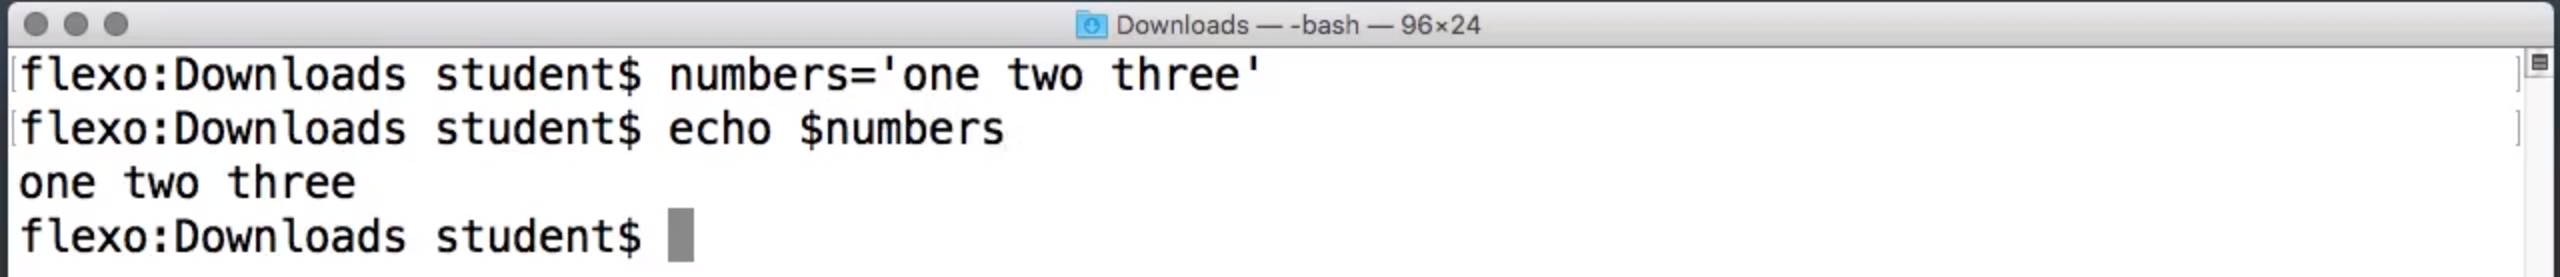 Downloads — -bash — 96×24
flexo:Downloads student$ numbers='one two three'
flexo:Downloads student$ echo $numbers
one two three
flexo:Downloads student$